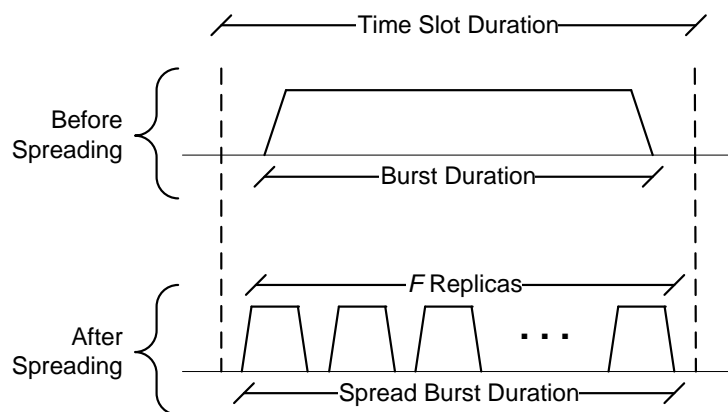 Time Slot Duration
Before
Spreading
Burst Duration
F Replicas
. . .
After
Spreading
Spread Burst Duration